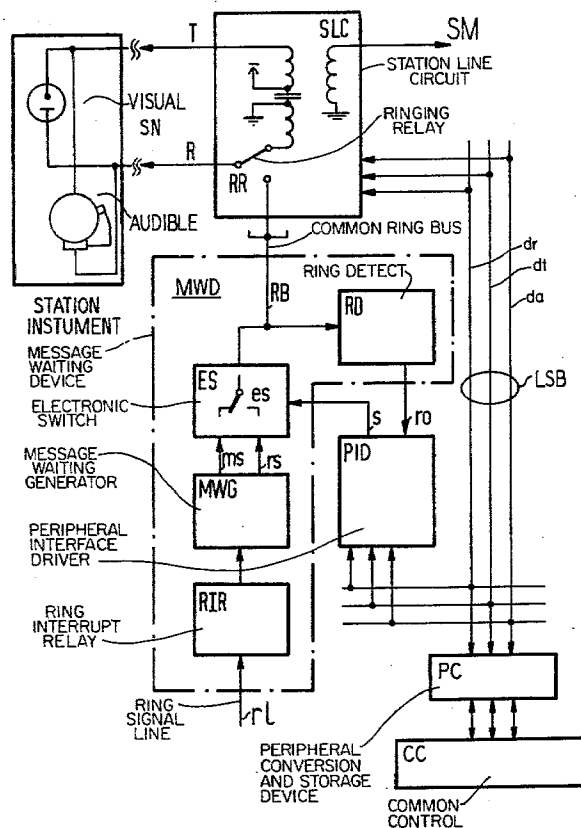 T
SLC
SM
STATION LINE
CIRCUIT
VISUAL
SN
RINGING
RELAY
R
RR
AUDIBLE
COMMON RING BUS
dr
dt
da
RING DETECT
MWD
RB
RD
STATION
INSTUMENT
MESSAGE
WAITING
DEVICE
LSB
ES
es
ELECTRONIC
SWITCH
s
ro
PID
ms
rs
MESSAGE
WAITING
GENERATOR
MWG
PERIPHERAL
INTERFACE
DRIVER
RIR
RING
INTERRUPT
RELAY
PC
RING
SIGNAL
LINE
rl
CC
PERIPHERAL
CONVERSION
AND STORAGE
DEVICE
COMMON
CONTROL